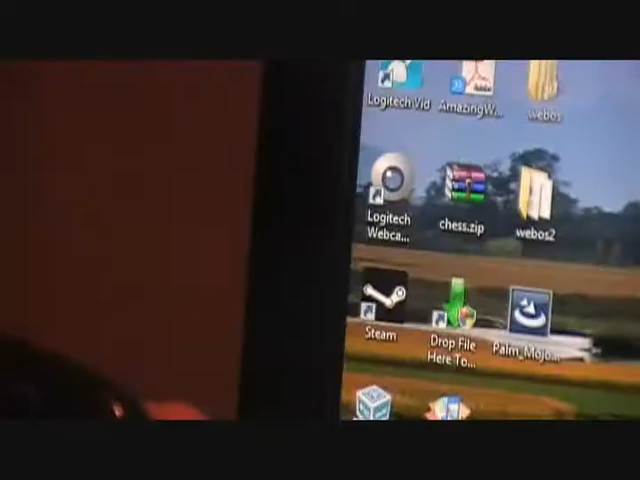 Logitech Vid
AmazingW...
webos
Logitech
Webca...
chess.zip
webos2
Steam
Drop File
Here To...
Palm_Mojo...